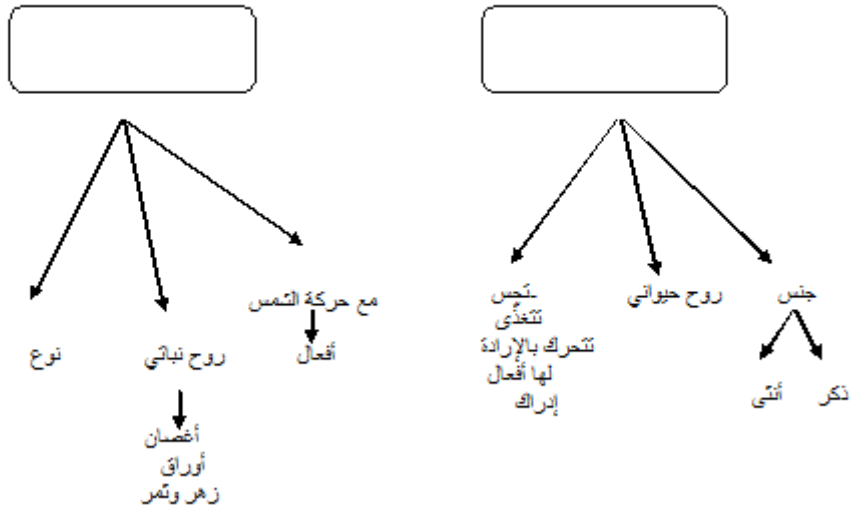 جنس
ذكر
أنثى
روح حيواني
-تحس
تتغذّى
تتحرك بالإرادة
لها أفعال
إدراك
مع حركة الشمس
أفعال
روح نباتي
أغصان
أوراق
زهر وثمر
نوع